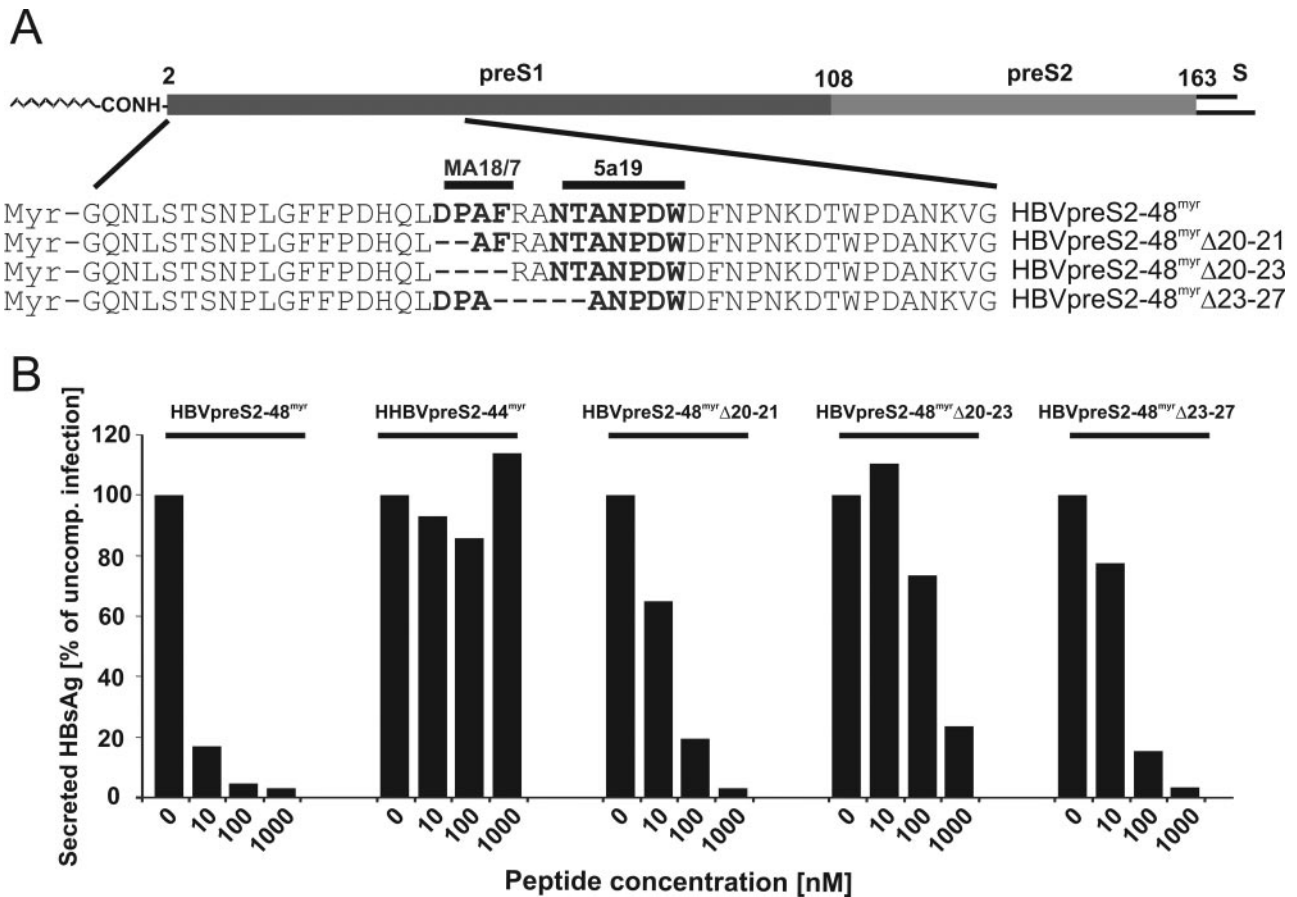 A
2 preS1 108 preS2 163 S
CONH
MA18/7 5a19
Myr-GQNLSTSNPLGFFPDHQLDPAFRANTANPDWDFNPNKDTWPDANKVG HBVpreS2-48myr
Myr-GQNLSTSNPLGFFPDHQL--AFRANTANPDWDFNPNKDTWPDANKVG HBVpreS2-48myrΔ20-21
Myr-GQNLSTSNPLGFFPDHQL----RANTANPDWDFNPNKDTWPDANKVG HBVpreS2-48myrΔ20-23
Myr-GQNLSTSNPLGFFPDHQLDPA-----ANPDWDFNPNKDTWPDANKVG HBVpreS2-48myrΔ23-27
B
HBVpreS2-48myr HHBVpreS2-44myr HBVpreS2-48myrΔ20-21 HBVpreS2-48myrΔ20-23 HBVpreS2-48myrΔ23-27
Secreted HBsAg [% of uncomp. infection]
120
100
80
60
40
20
0
0 10 100 1000 0 10 100 1000 0 10 100 1000 0 10 100 1000 0 10 100 1000
Peptide concentration [nM]